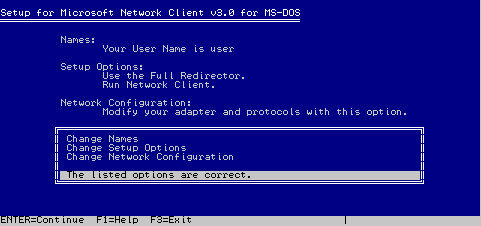 Setup for Microsoft Network Client v3.0 for MS-DOS
Names:
Your User Name is user
Setup Options:
Use the Full Redirector.
Run Network Client.
Network Configuration:
Modify your adapter and protocols with this option.
Change Names
Change Setup Options
Change Network Configuration
The listed options are correct.
ENTER=Continue F1=Help F3=Exit